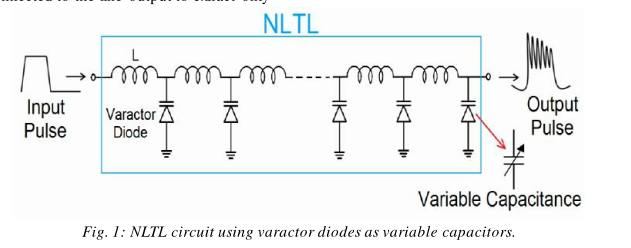 NLTL
L
Input
Pulse
Varactor
Diode
Output
Pulse
Variable Capacitance
Fig. 1: NLTL circuit using varactor diodes as variable capacitors.